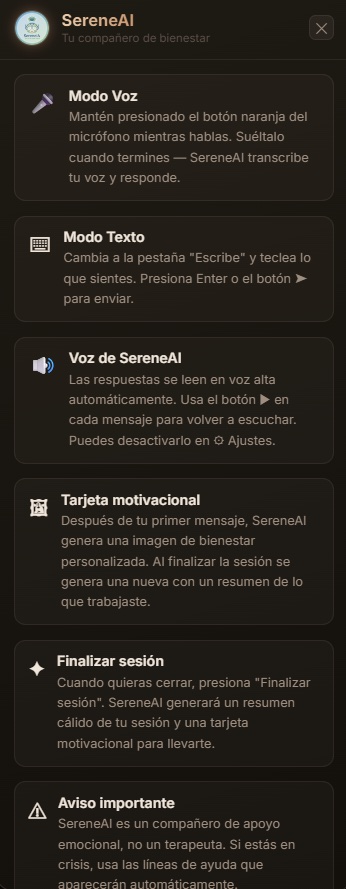 SereneAI
Tu compañero de bienestar
Modo Voz
Mantén presionado el botón naranja del
micrófono mientras hablas. Suéltalo
cuando termines — SereneAI transcribe
tu voz y responde.
Modo Texto
Cambia a la pestaña "Escribe" y teclea lo
que sientes. Presiona Enter o el botón ➤
para enviar.
Voz de SereneAI
Las respuestas se leen en voz alta
automáticamente. Usa el botón ▶ en
cada mensaje para volver a escuchar.
Puedes desactivarlo en ⚙ Ajustes.
Tarjeta motivacional
Después de tu primer mensaje, SereneAI
genera una imagen de bienestar
personalizada. Al finalizar la sesión se
genera una nueva con un resumen de lo
que trabajaste.
Finalizar sesión
Cuando quieras cerrar, presiona "Finalizar
sesión". SereneAI generará un resumen
cálido de tu sesión y una tarjeta
motivacional para llevarte.
Aviso importante
SereneAI es un compañero de apoyo
emocional, no un terapeuta. Si estás en
crisis, usa las líneas de ayuda que
aparecerán automáticamente.